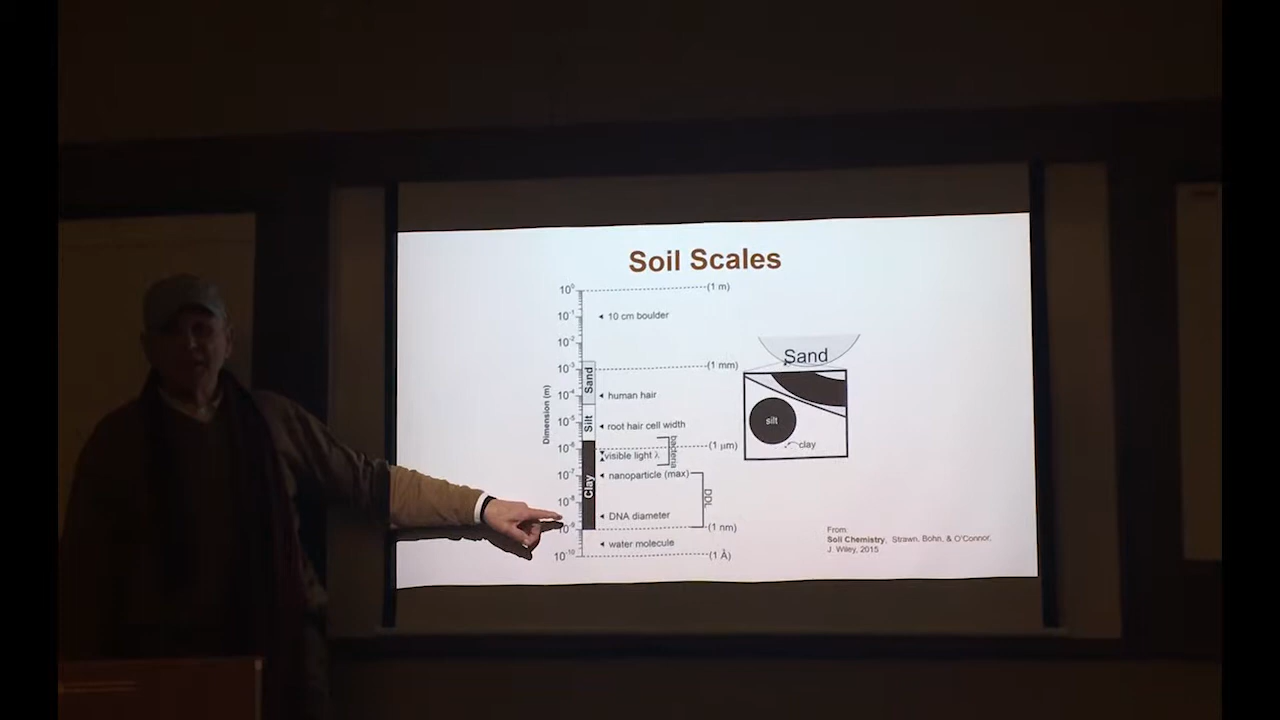 Soil Scales
10⁰
(1 m)
10⁻¹
10 cm boulder
10⁻²
10⁻³
(1 mm)
Sand
10⁻⁴
human hair
Silt
10⁻⁵
root hair cell width
10⁻⁶
(1 µm)
visible light λ
bacteria
10⁻⁷
nanoparticle (max)
Clay
10⁻⁸
DDL
DNA diameter
10⁻⁹
(1 nm)
water molecule
10⁻¹⁰
(1 Å)
Dimension (m)
Sand
silt
clay
From:
Soil Chemistry, Strawn, Bohn, & O'Connor,
J. Wiley, 2015